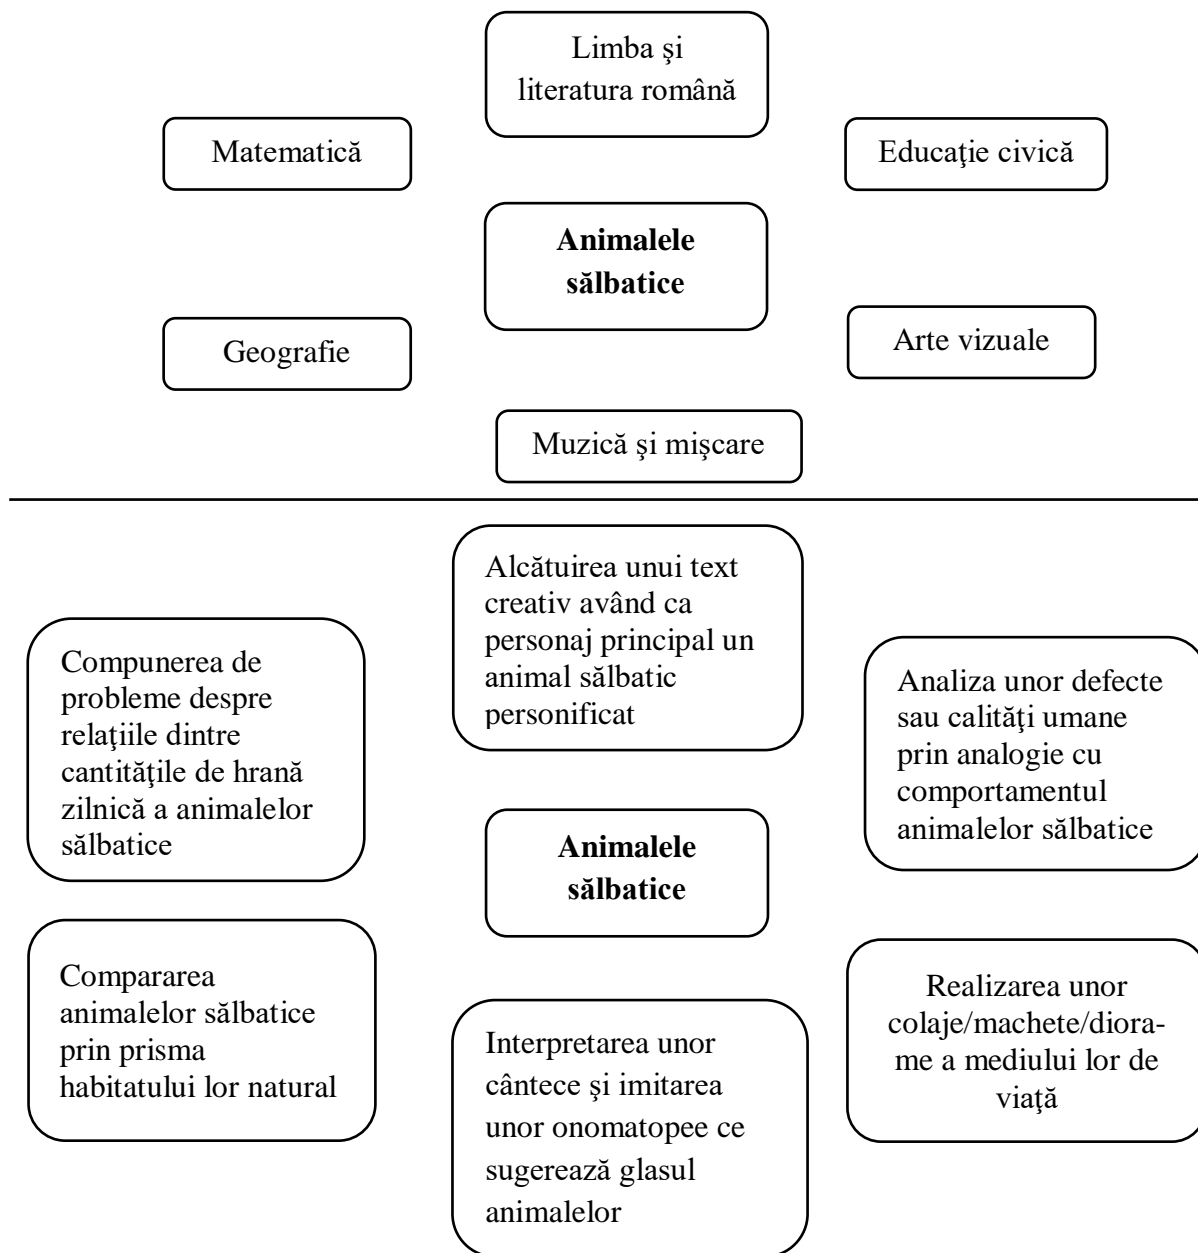 Limba şi
literatura română
Matematică
Educaţie civică
Animalele
sălbatice
Geografie
Arte vizuale
Muzică şi mişcare
Alcătuirea unui text
creativ având ca
personaj principal un
animal sălbatic
personificat
Compunerea de
probleme despre
relaţiile dintre
cantităţile de hrană
zilnică a animalelor
sălbatice
Analiza unor defecte
sau calităţi umane
prin analogie cu
comportamentul
animalelor sălbatice
Animalele
sălbatice
Compararea
animalelor sălbatice
prin prisma
habitatului lor natural
Interpretarea unor
cântece şi imitarea
unor onomatopee ce
sugerează glasul
animalelor
Realizarea unor
colaje/machete/diora-
me a mediului lor de
viaţă